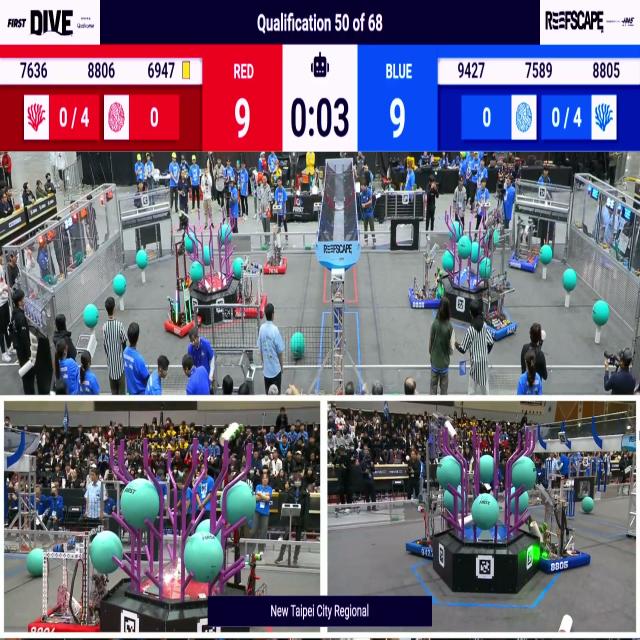 FIRST DIVE
Qualification 50 of 68
REEFSCAPE
7636 8806 6947
RED
BLUE
9427 7589 8805
0 / 4
0
9
0:03
9
0
0 / 4
REEFSCAPE
8805
New Taipei City Regional